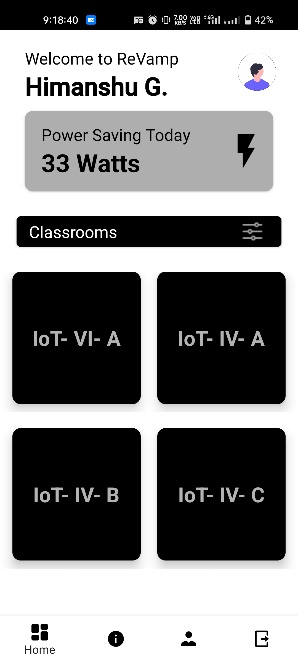 9:18:40
42%
Welcome to ReVamp
Himanshu G.
Power Saving Today
33 Watts
Classrooms
IoT- VI- A
IoT- IV- A
IoT- IV- B
IoT- IV- C
Home